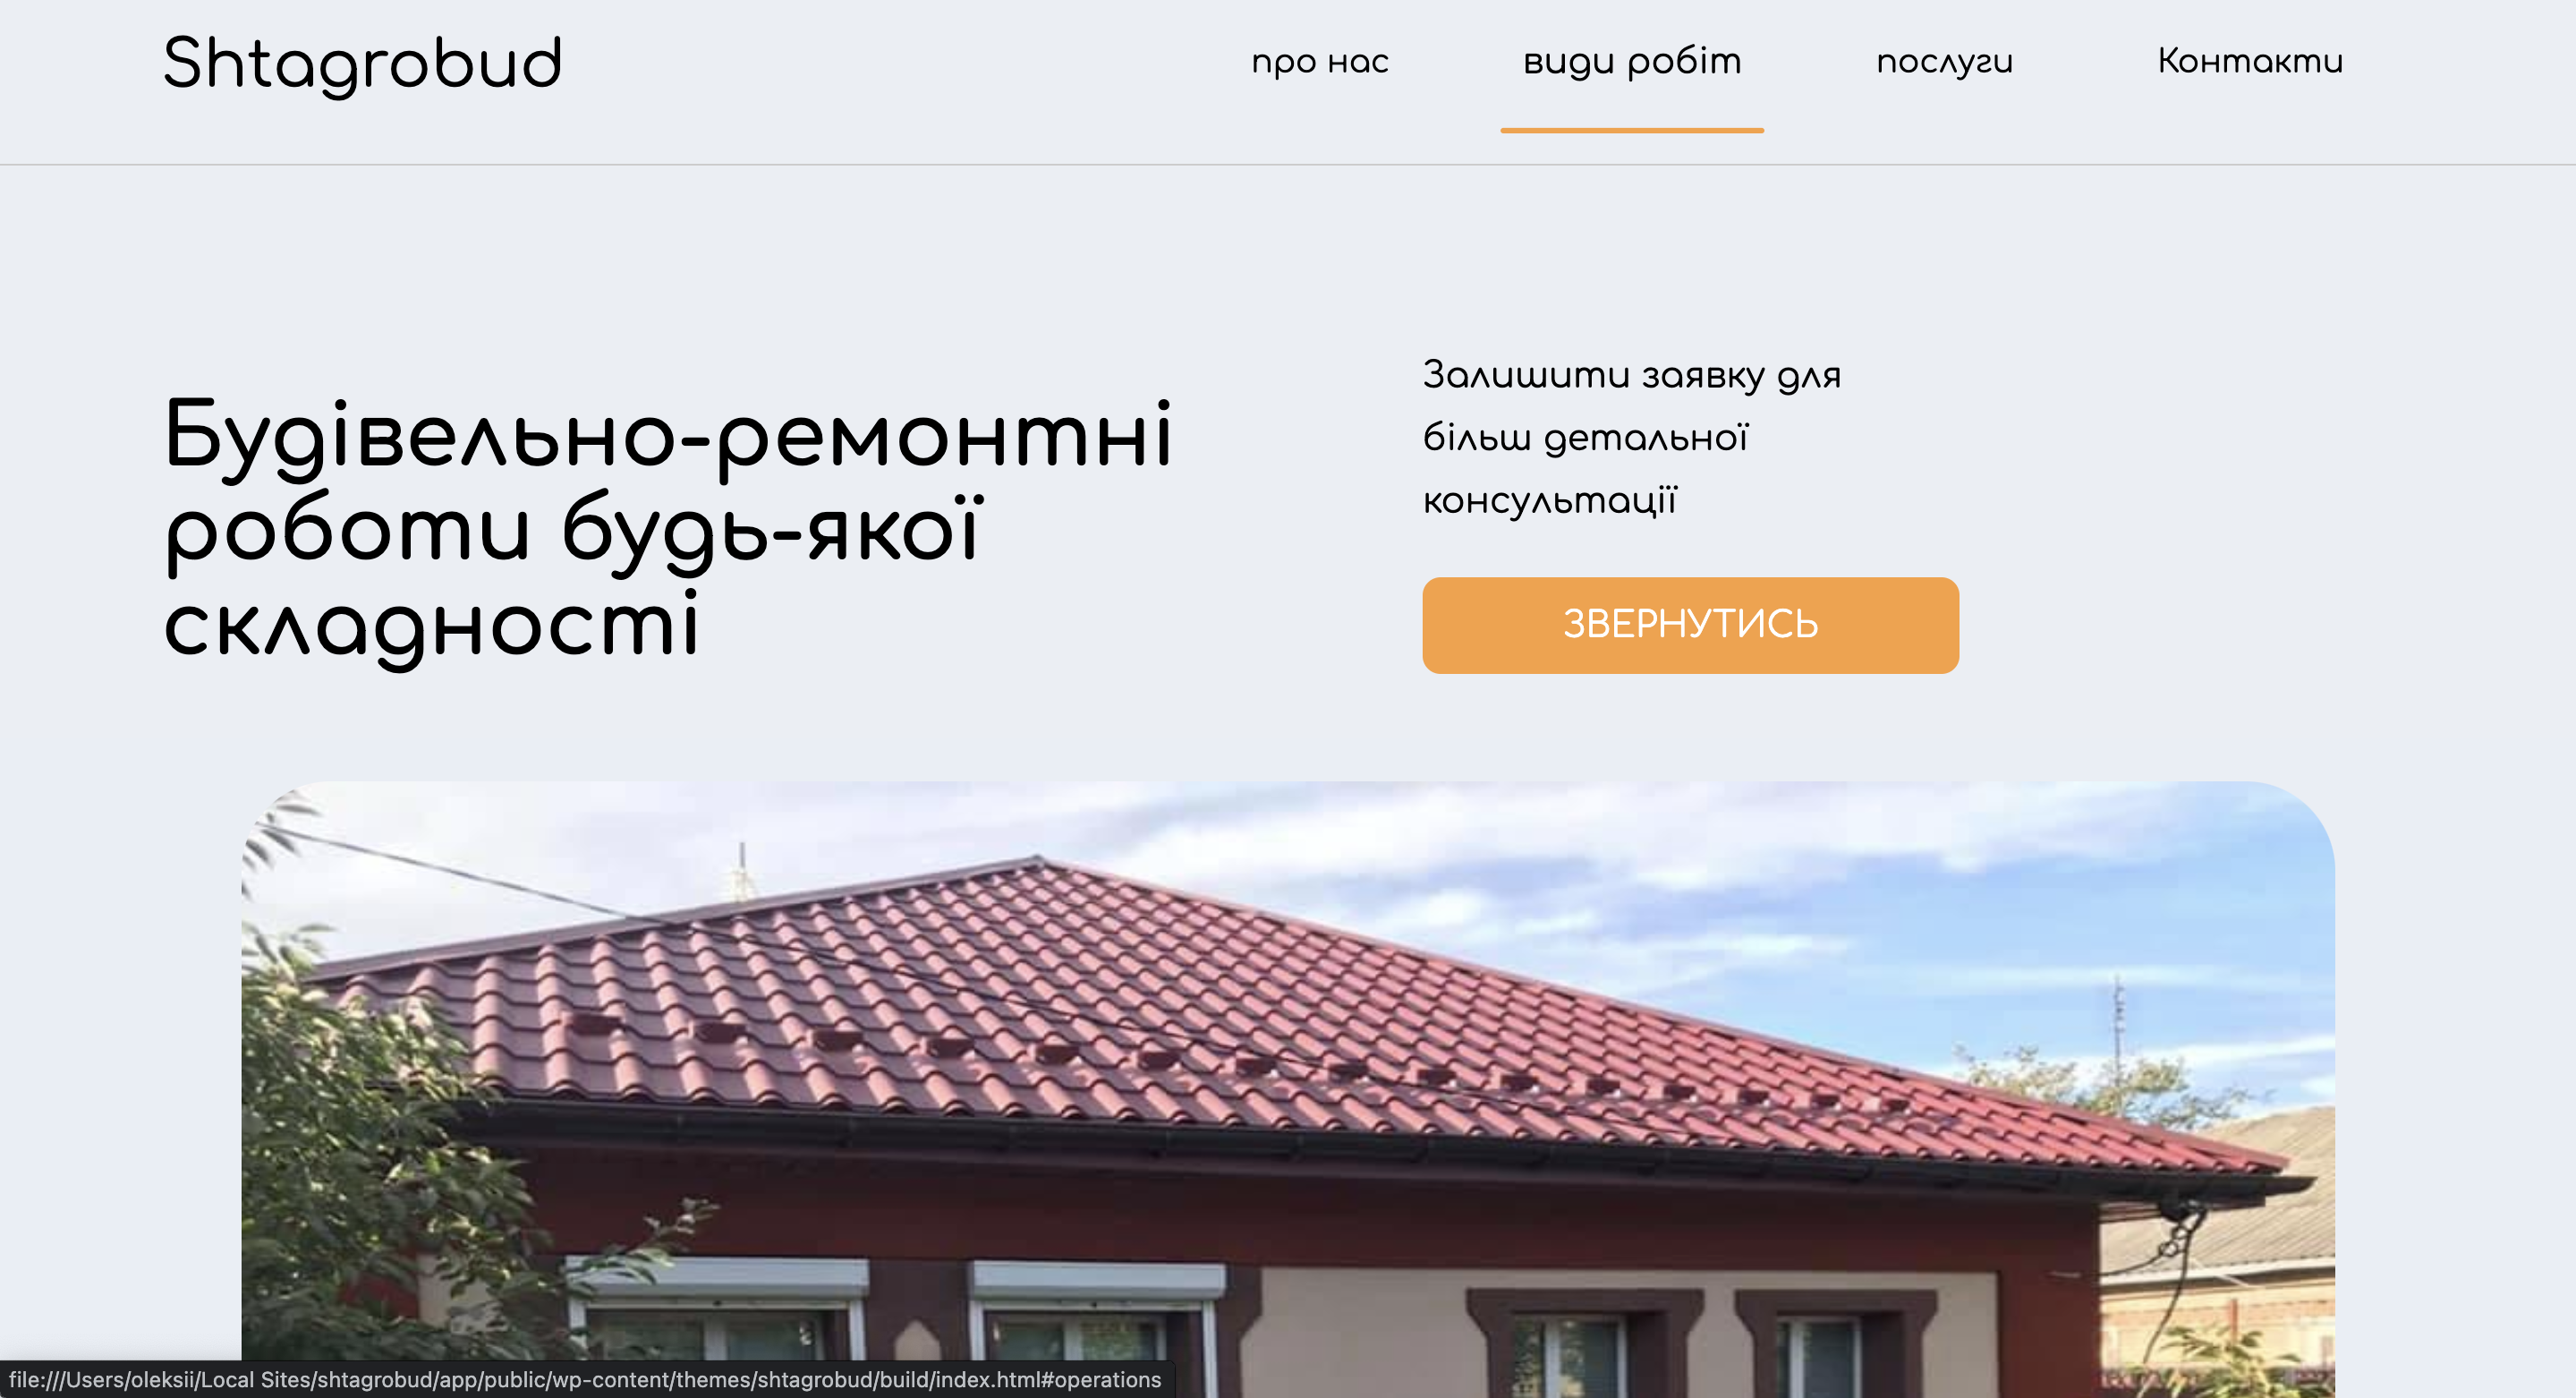 Shtagrobud
про нас
види робіт
послуги
Контакти
Залишити заявку для
більш детальної
консультації
Будівельно-ремонтні
роботи будь-якої
складності
ЗВЕРНУТИСЬ
file:///Users/oleksii/Local Sites/shtagrobud/app/public/wp-content/themes/shtagrobud/build/index.html#operations